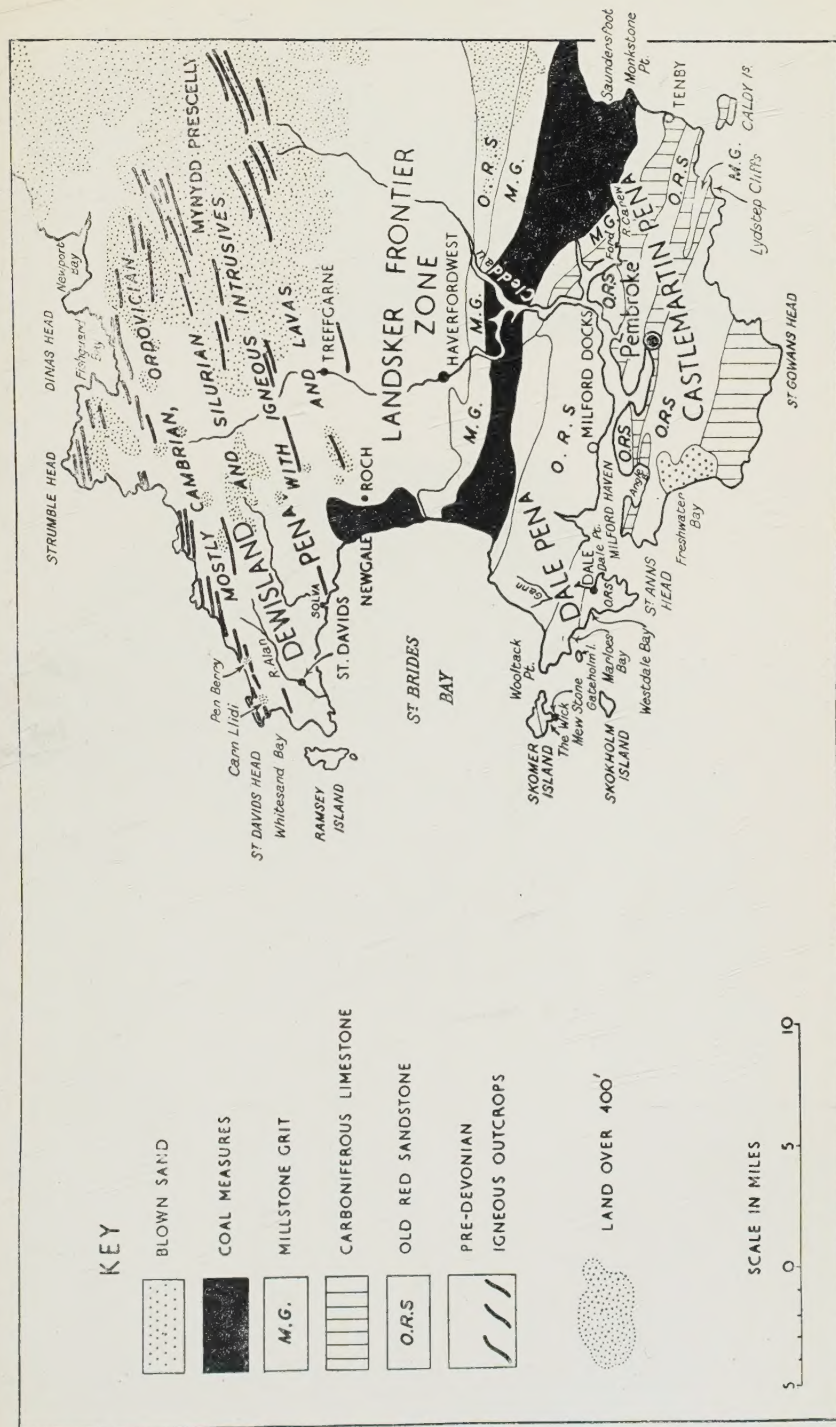 KEY
BLOWN SAND
COAL MEASURES
M.G.
MILLSTONE GRIT
CARBONIFEROUS LIMESTONE
O.R.S
OLD RED SANDSTONE
PRE-DEVONIAN
IGNEOUS OUTCROPS
LAND OVER 400'
SCALE IN MILES
5
0
5
10
STRUMBLE HEAD
DINAS HEAD
Newport
Bay
Fishguard
Bay
Pen Berry
Carn Llidi
ST DAVIDS HEAD
Whitesand Bay
RAMSEY
ISLAND
R.Alan
ST. DAVIDS
SOLVA
MOSTLY CAMBRIAN, ORDOVICIAN
AND SILURIAN
WITH IGNEOUS INTRUSIVES
AND LAVAS
DEWISLAND
PENA
MYNYDD PRESCELLY
TREFFGARNE
ROCH
NEWGALE
LANDSKER FRONTIER
ZONE
HAVERFORDWEST
ST BRIDES
BAY
O.R.S
M.G.
M.G.
M.G.
Cleddau
Saundersfoot
Monkstone
Pt.
Wooltack
Pt.
SKOMER
ISLAND
The Wick
Mew Stone
Gateholm I.
SKOKHOLM
ISLAND
Marloes
Bay
Westdale Bay
Gann
DALE PENA
DALE
Dale Pt.
ORS
O.R.S
MILFORD DOCKS
MILFORD HAVEN
ST ANNS
HEAD
Angle
ORS
ORS
M.G.
Ford
R Carew
Pembroke
CASTLEMARTIN PENA
ORS
O.R.S
TENBY
CALDY IS.
M.G.
Lydstep Cliffs
Freshwater
Bay
ST GOWANS HEAD